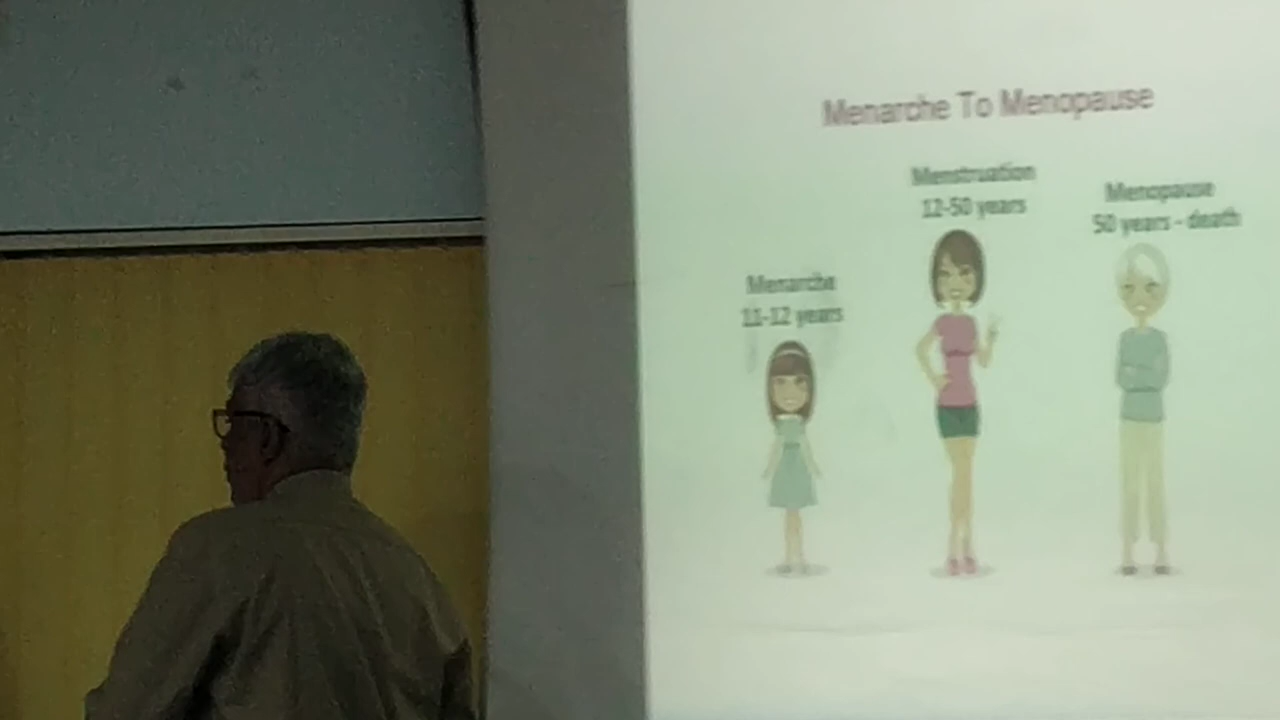 Menarche To Menopause
Menstruation
12-50 years
Menopause
50 years - death
Menarche
11-12 years